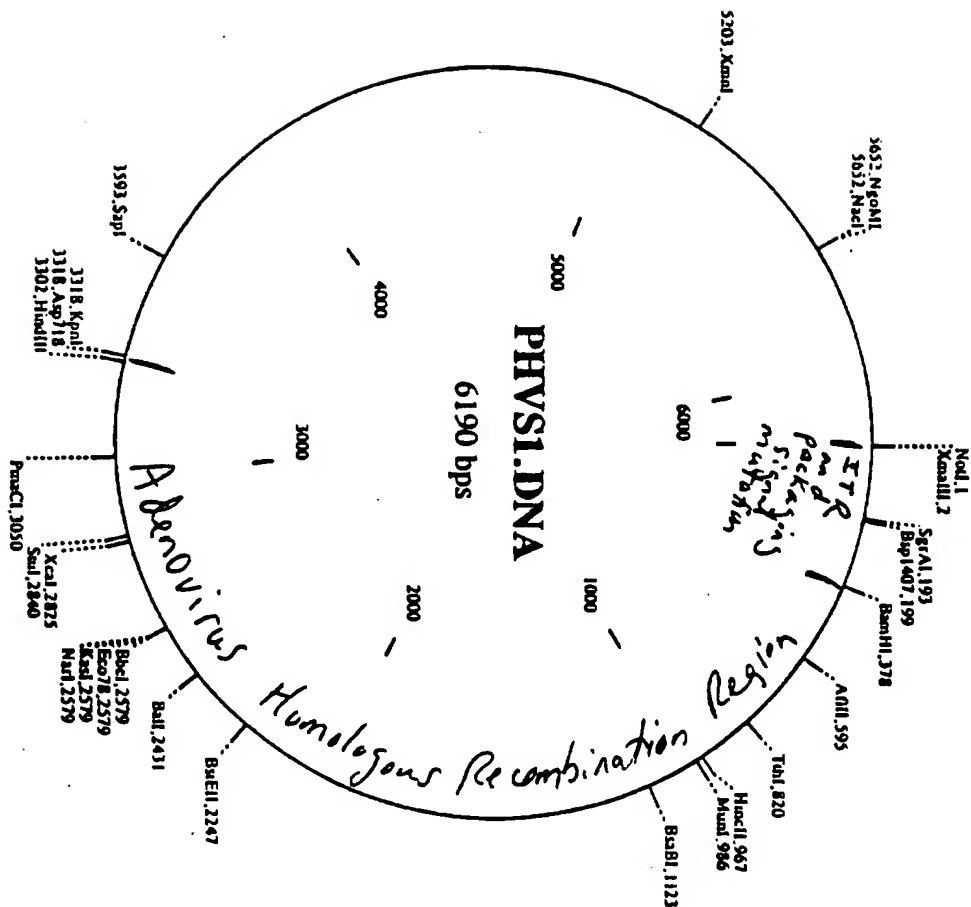 PHVS1.DNA
6190 bps
NotI,1
XmaIII,2
SgrAI,193
Bsp1407,199
BamHI,378
AflII,595
Tth1,820
HincII,967
MunI,986
BsaBI,1123
BstEII,2247
BalI,2431
BbeI,2579
Eco78,2579
KasI,2579
NarI,2579
XcaI,2825
SauI,2840
PmaCI,3050
3318,KpnI
3318,Asp718
3302,HindIII
3593,SapI
5203,XmnI
5652,NgoMI
5652,NaeI
1000
2000
3000
4000
5000
6000
ITR
and
packaging
signal
mutation
Adenovirus Homologous Recombination Region